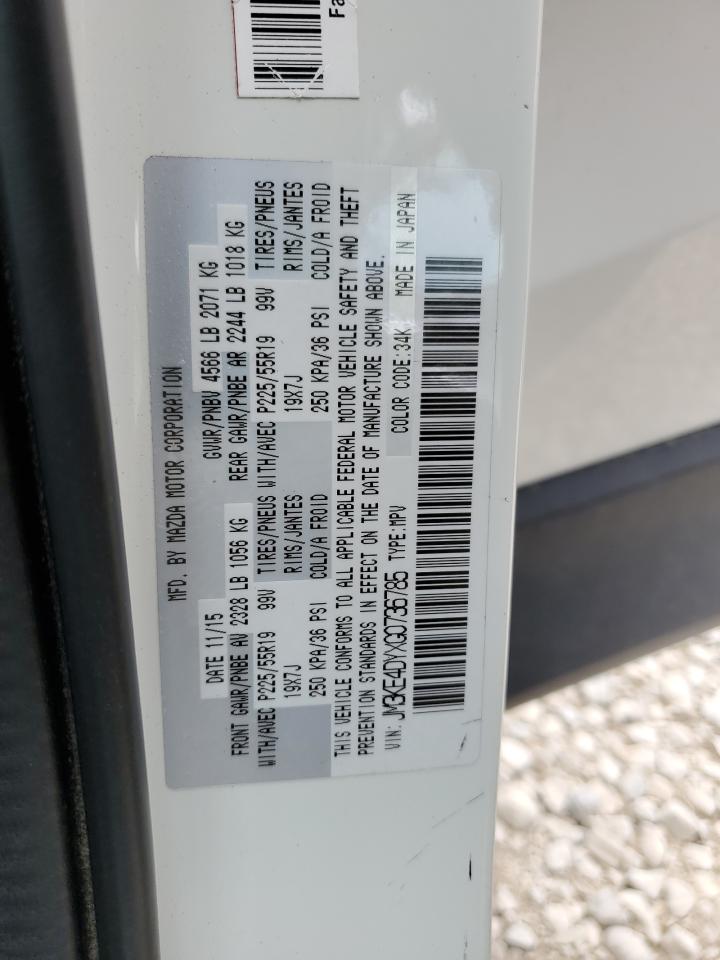 Fa
MFD. BY MAZDA MOTOR CORPORATION
DATE 11/15 GVWR/PNBV 4566 LB 2071 KG
FRONT GAWR/PNBE AV 2328 LB 1056 KG REAR GAWR/PNBE AR 2244 LB 1018 KG
WITH/AVEC P225/55R19 99V TIRES/PNEUS WITH/AVEC P225/55R19 99V TIRES/PNEUS
19X7J RIMS/JANTES 19X7J RIMS/JANTES
250 KPA/36 PSI COLD/A FROID 250 KPA/36 PSI COLD/A FROID
THIS VEHICLE CONFORMS TO ALL APPLICABLE FEDERAL MOTOR VEHICLE SAFETY AND THEFT
PREVENTION STANDARDS IN EFFECT ON THE DATE OF MANUFACTURE SHOWN ABOVE.
VIN: JM3KE4DYXG0736785 TYPE:MPV COLOR CODE:34K MADE IN JAPAN